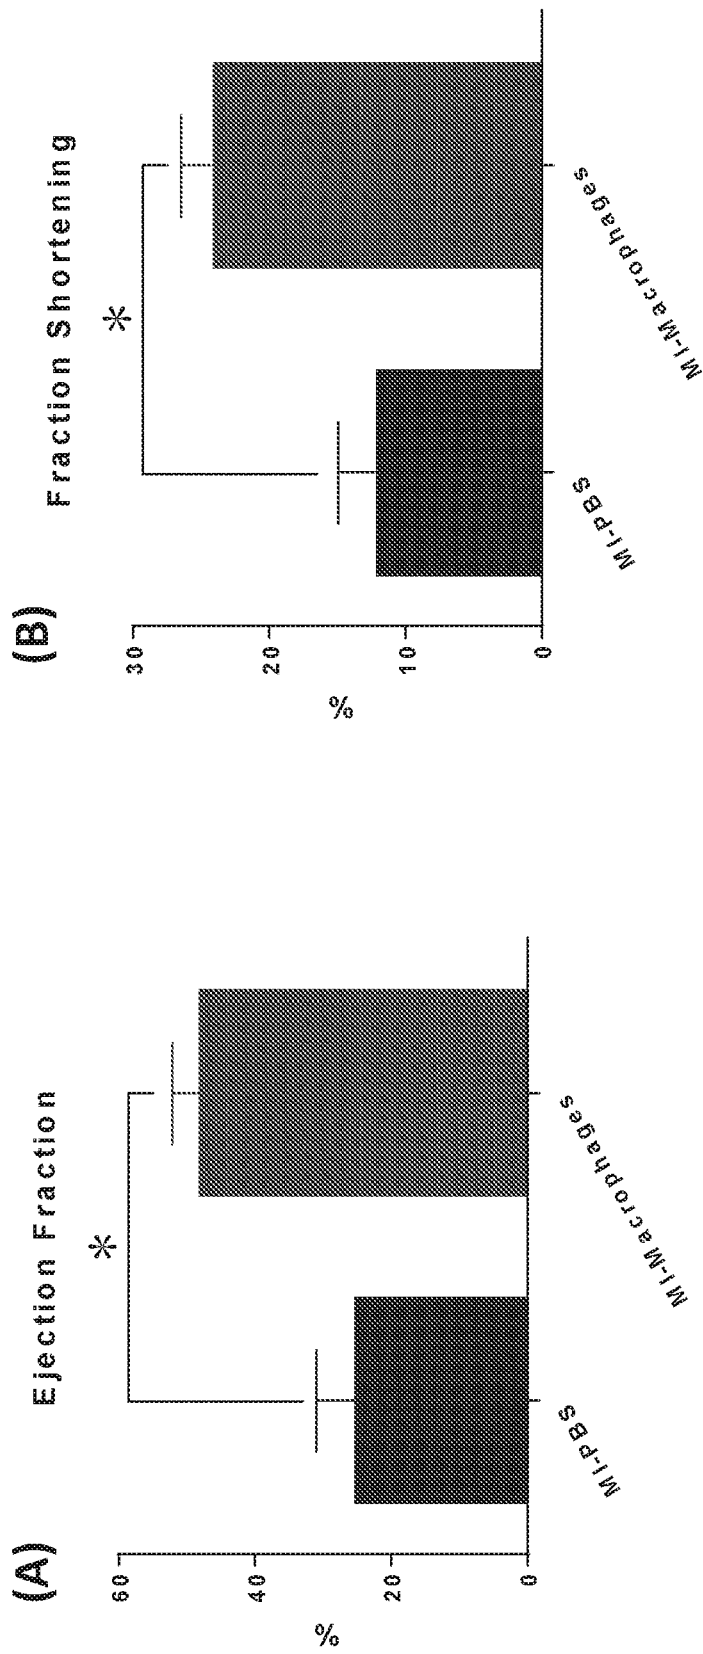 (A)
Ejection Fraction
*
60
40
20
0
%
MI-PBS
MI-Macrophages
(B)
Fraction Shortening
*
30
20
10
0
%
MI-PBS
MI-Macrophages